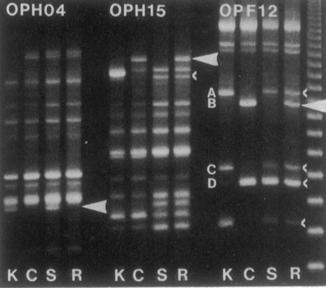 OPH04 OPH15 OPF12
A
B
C
D
K C S R K C S R K C S R